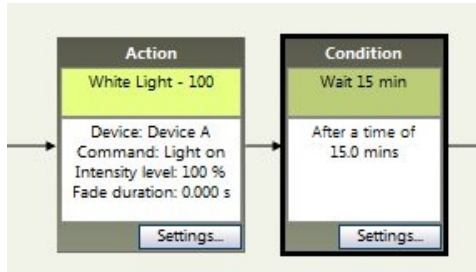 Action
White Light - 100
Device: Device A
Command: Light on
Intensity level: 100 %
Fade duration: 0.000 s
Settings...
Condition
Wait 15 min
After a time of
15.0 mins
Settings...